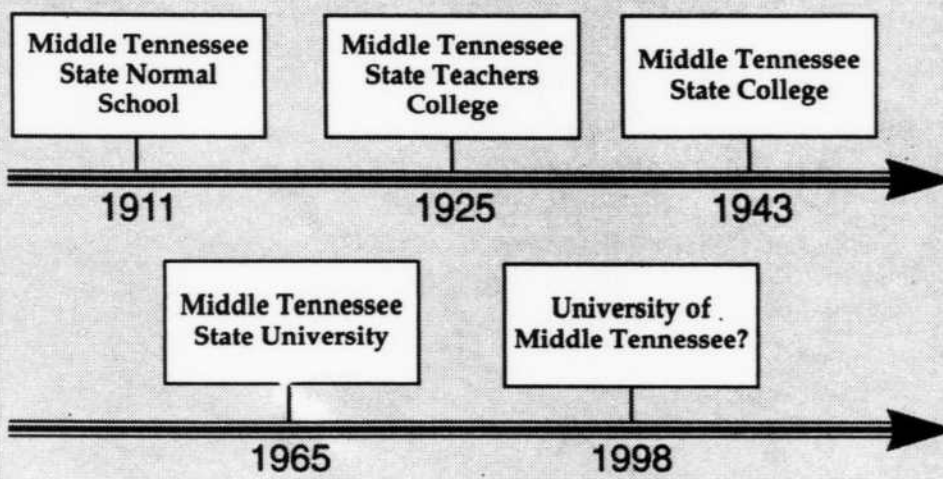 Middle Tennessee
State Normal
School
Middle Tennessee
State Teachers
College
Middle Tennessee
State College
1911
1925
1943
Middle Tennessee
State University
University of
Middle Tennessee?
1965
1998